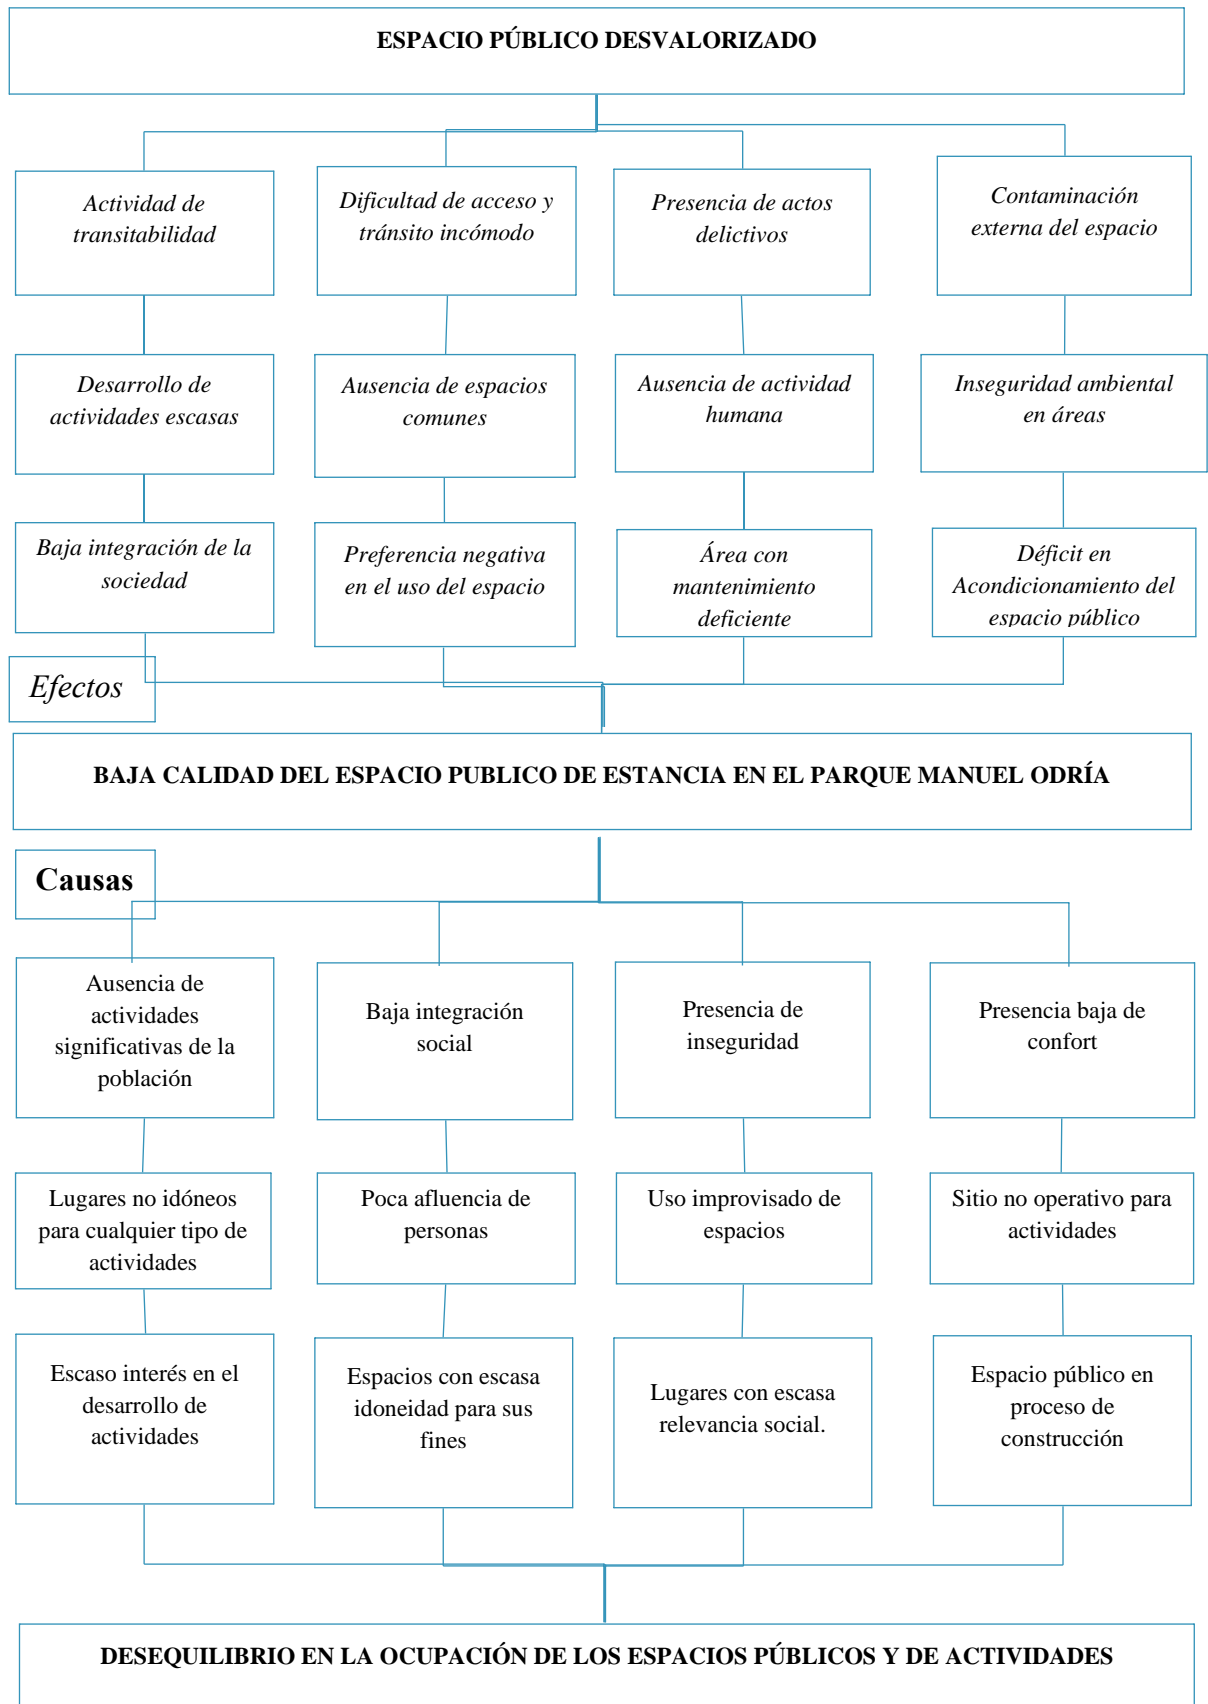 ESPACIO PÚBLICO DESVALORIZADO
Actividad de
transitabilidad
Dificultad de acceso y
tránsito incómodo
Presencia de actos
delictivos
Contaminación
externa del espacio
Desarrollo de
actividades escasas
Ausencia de espacios
comunes
Ausencia de actividad
humana
Inseguridad ambiental
en áreas
Baja integración de la
sociedad
Preferencia negativa
en el uso del espacio
Área con
mantenimiento
deficiente
Déficit en
Acondicionamiento del
espacio público
Efectos
BAJA CALIDAD DEL ESPACIO PUBLICO DE ESTANCIA EN EL PARQUE MANUEL ODRÍA
Causas
Ausencia de
actividades
significativas de la
población
Baja integración
social
Presencia de
inseguridad
Presencia baja de
confort
Lugares no idóneos
para cualquier tipo de
actividades
Poca afluencia de
personas
Uso improvisado de
espacios
Sitio no operativo para
actividades
Escaso interés en el
desarrollo de
actividades
Espacios con escasa
idoneidad para sus
fines
Lugares con escasa
relevancia social.
Espacio público en
proceso de
construcción
DESEQUILIBRIO EN LA OCUPACIÓN DE LOS ESPACIOS PÚBLICOS Y DE ACTIVIDADES